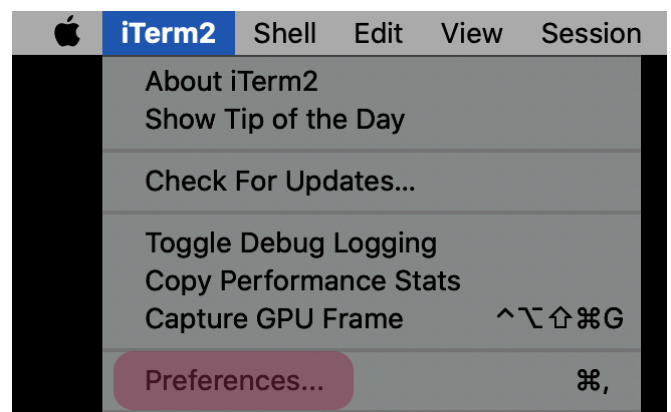 iTerm2 Shell Edit View Session
About iTerm2
Show Tip of the Day
Check For Updates...
Toggle Debug Logging
Copy Performance Stats
Capture GPU Frame ^⌥⇧⌘G
Preferences... ⌘,